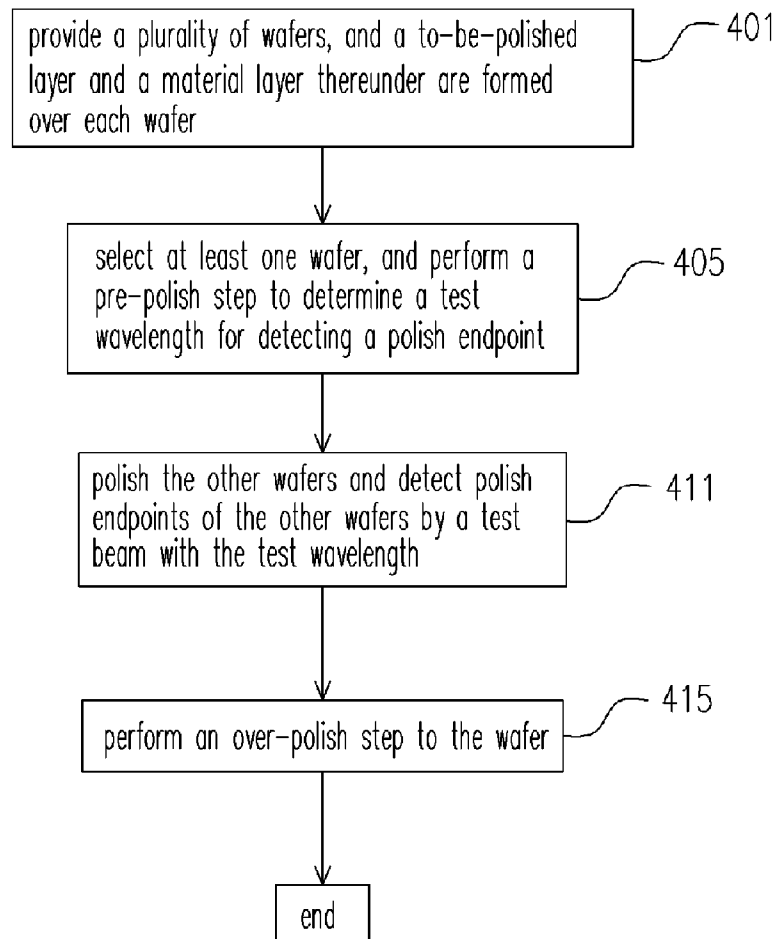 provide a plurality of wafers, and a to-be-polished
layer and a material layer thereunder are formed
over each wafer
401
select at least one wafer, and perform a
pre-polish step to determine a test
wavelength for detecting a polish endpoint
405
polish the other wafers and detect polish
endpoints of the other wafers by a test
beam with the test wavelength
411
perform an over-polish step to the wafer
415
end